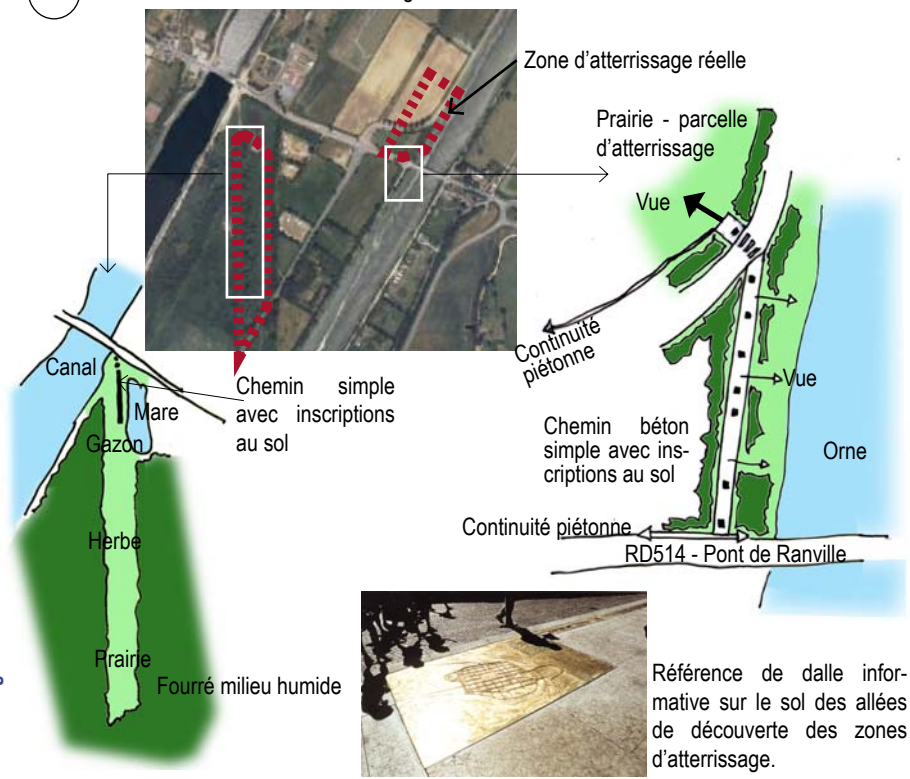 Zone d'atterrissage réelle
Prairie - parcelle
d'atterrissage
Vue
Continuité
piétonne
Canal
Chemin simple
avec inscriptions
au sol
Mare
Gazon
Vue
Chemin béton
simple avec ins-
criptions au sol
Orne
Herbe
Continuité piétonne
RD514 - Pont de Ranville
Prairie
Fourré milieu humide
Référence de dalle infor-
mative sur le sol des allées
de découverte des zones
d'atterrissage.